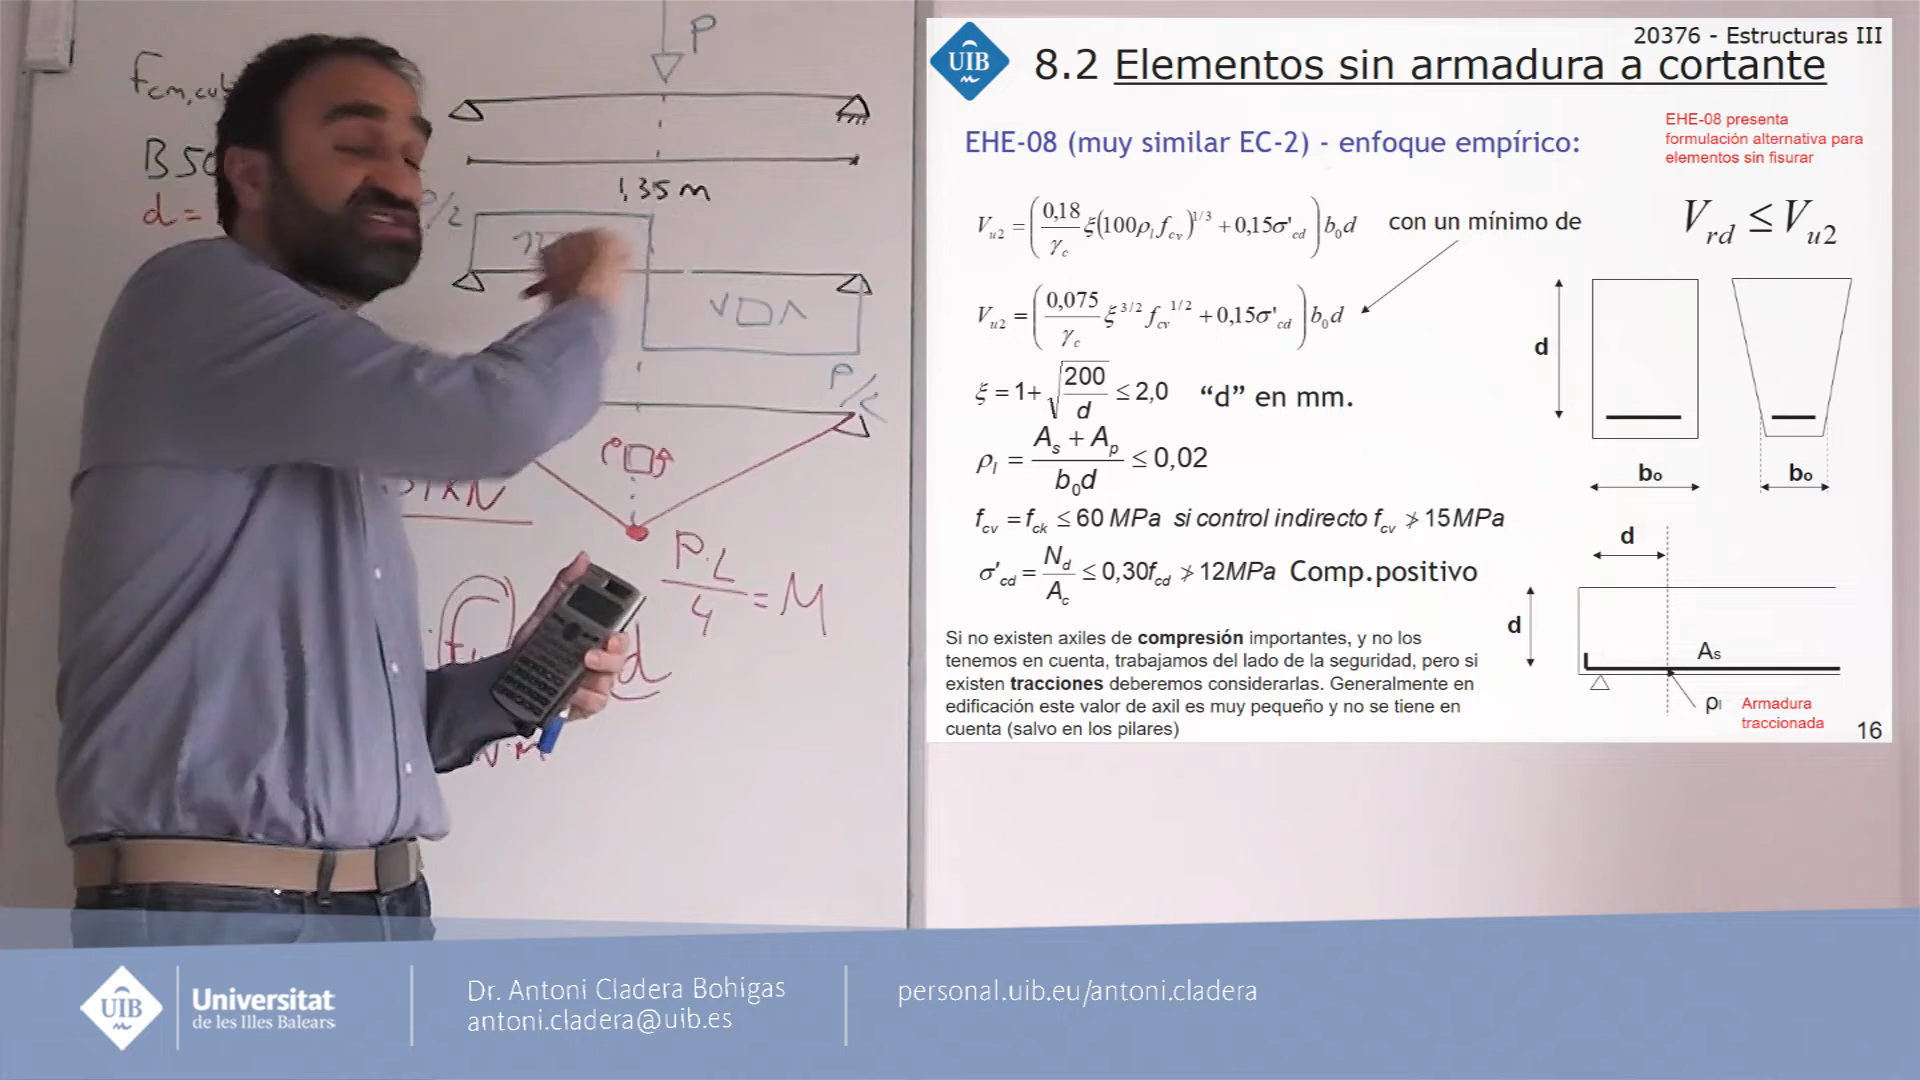 P
1,35 m
B 50
d =
P/2
P/2
P.L
4
= M
d
20376 - Estructuras III
UIB
8.2 Elementos sin armadura a cortante
EHE-08 presenta
formulación alternativa para
elementos sin fisurar
EHE-08 (muy similar EC-2) - enfoque empírico:
V_u2 = (0,18/γ_c ξ(100ρ_l f_cv)^1/3 + 0,15σ'_cd) b_0d con un mínimo de
V_rd ≤ V_u2
V_u2 = (0,075/γ_c ξ^3/2 f_cv^1/2 + 0,15σ'_cd) b_0d
d
ξ = 1+ √(200/d) ≤ 2,0 “d” en mm.
ρ_l = (A_s + A_p)/(b_0d) ≤ 0,02
bo
bo
f_cv = f_ck ≤ 60 MPa si control indirecto f_cv ≯ 15MPa
d
σ'_cd = N_d/A_c ≤ 0,30f_cd ≯ 12MPa Comp.positivo
d
As
Si no existen axiles de compresión importantes, y no los
tenemos en cuenta, trabajamos del lado de la seguridad, pero si
existen tracciones deberemos considerarlas. Generalmente en
edificación este valor de axil es muy pequeño y no se tiene en
cuenta (salvo en los pilares)
ρl
Armadura
traccionada
16
UIB
Universitat
de les Illes Balears
Dr. Antoni Cladera Bohigas
antoni.cladera@uib.es
personal.uib.eu/antoni.cladera